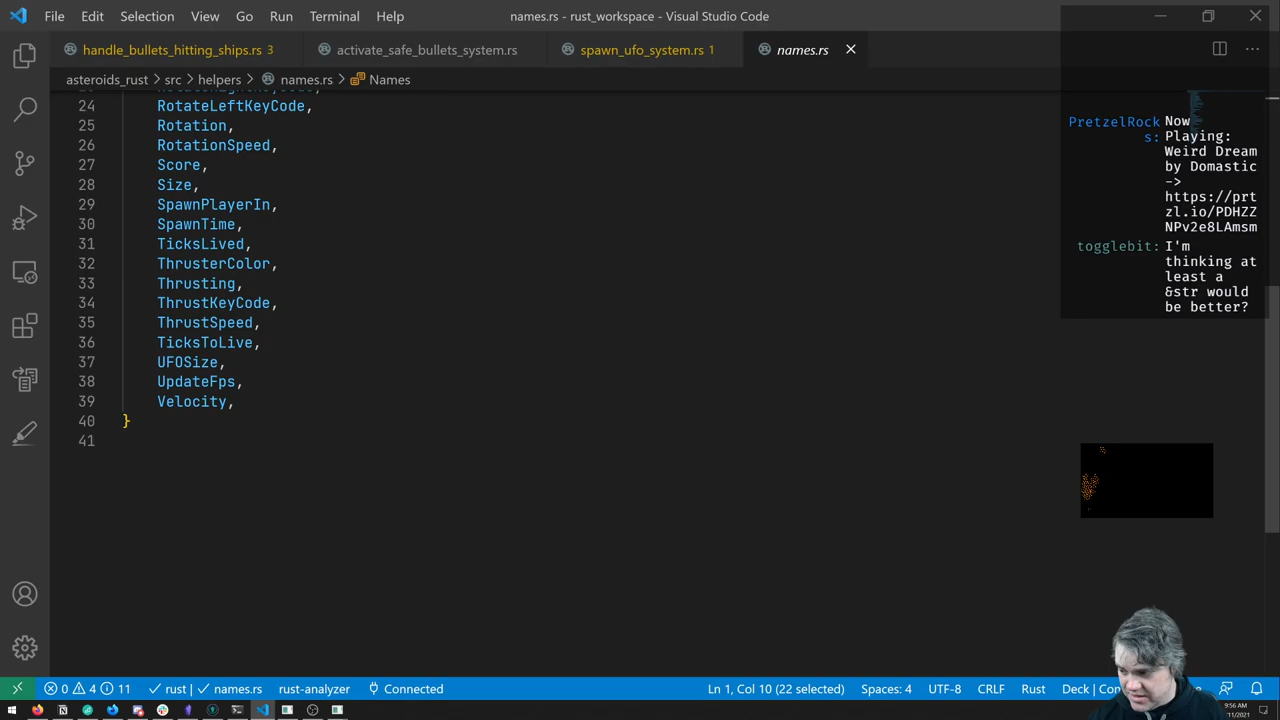 File Edit Selection View Go Run Terminal Help names.rs - rust_workspace - Visual Studio Code
handle_bullets_hitting_ships.rs 3 activate_safe_bullets_system.rs spawn_ufo_system.rs 1 names.rs
asteroids_rust > src > helpers > names.rs > Names
24 RotateLeftKeyCode,
25 Rotation,
26 RotationSpeed,
27 Score,
28 Size,
29 SpawnPlayerIn,
30 SpawnTime,
31 TicksLived,
32 ThrusterColor,
33 Thrusting,
34 ThrustKeyCode,
35 ThrustSpeed,
36 TicksToLive,
37 UFOSize,
38 UpdateFps,
39 Velocity,
40 }
41
PretzelRock Now
s: Playing:
Weird Dream
by Domastic
->
https://prt
zl.io/PDHZZ
NPv2e8LAmsm
togglebit: I'm
thinking at
least a
&str would
be better?
0 4 11 rust | names.rs rust-analyzer Connected Ln 1, Col 10 (22 selected) Spaces: 4 UTF-8 CRLF Rust Deck | Con
9:56 AM